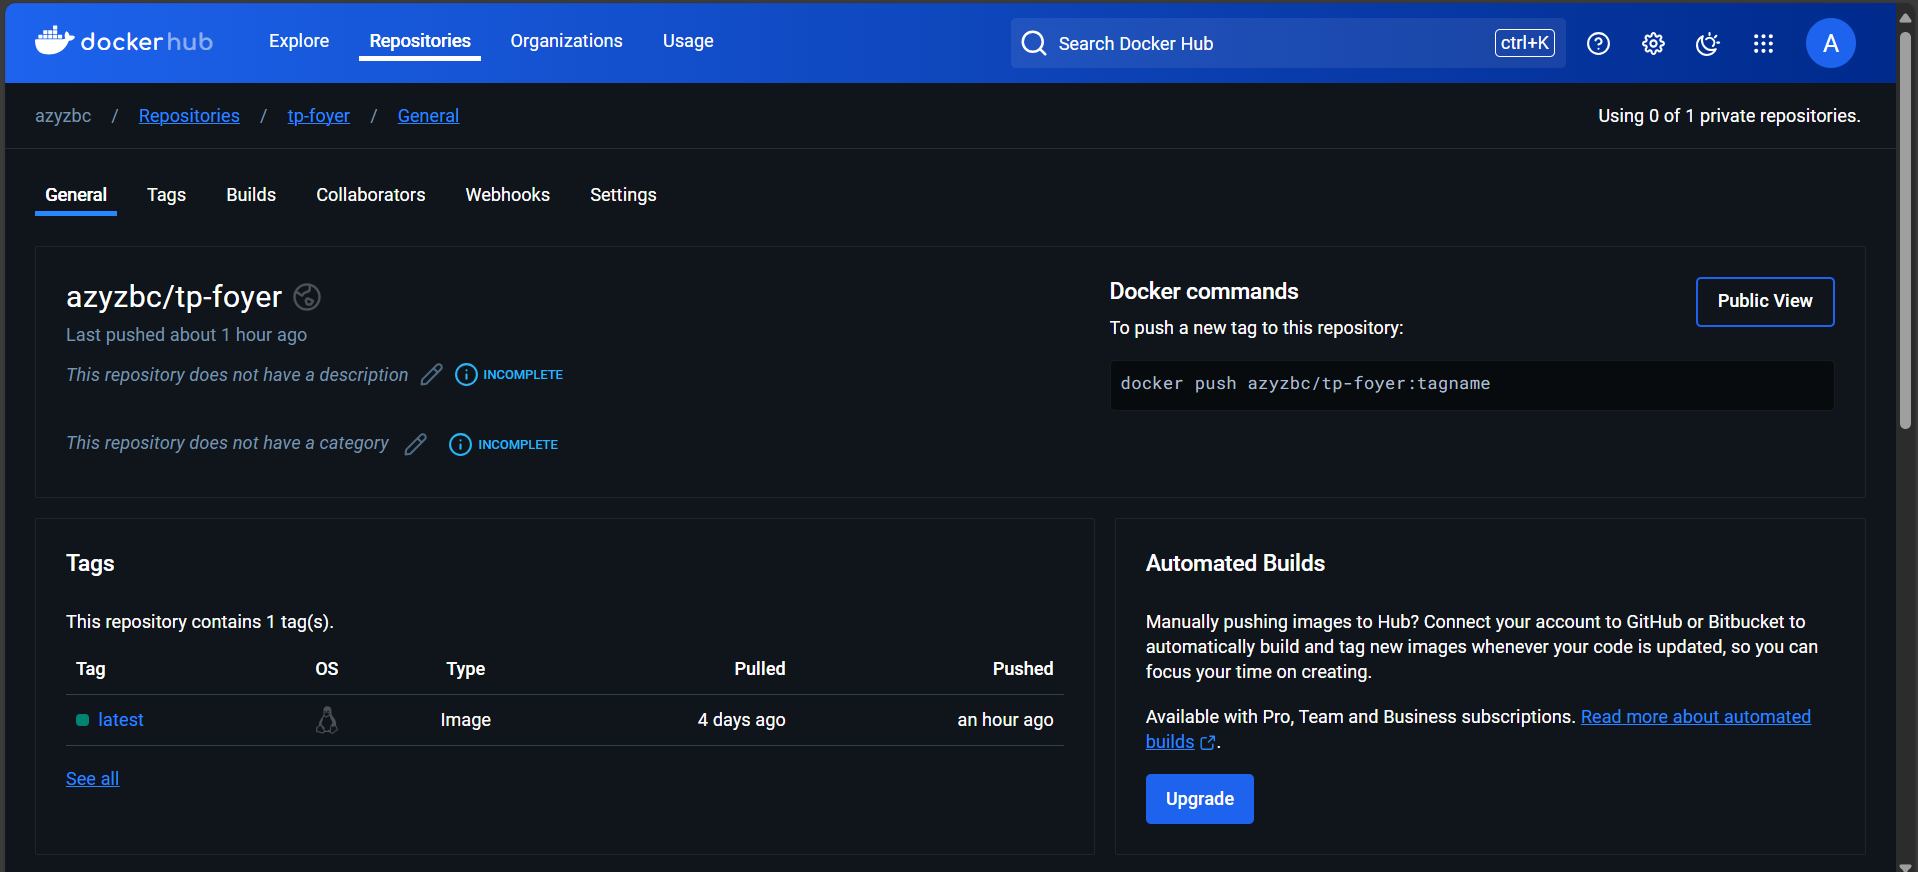 docker hub
Explore
Repositories
Organizations
Usage
Search Docker Hub
ctrl+K
A
azyzbc / Repositories / tp-foyer / General
Using 0 of 1 private repositories.
General
Tags
Builds
Collaborators
Webhooks
Settings
azyzbc/tp-foyer
Last pushed about 1 hour ago
This repository does not have a description
INCOMPLETE
This repository does not have a category
INCOMPLETE
Docker commands
Public View
To push a new tag to this repository:
docker push azyzbc/tp-foyer:tagname
Tags
This repository contains 1 tag(s).
Tag OS Type Pulled Pushed
latest Image 4 days ago an hour ago
See all
Automated Builds
Manually pushing images to Hub? Connect your account to GitHub or Bitbucket to
automatically build and tag new images whenever your code is updated, so you can
focus your time on creating.
Available with Pro, Team and Business subscriptions. Read more about automated
builds .
Upgrade